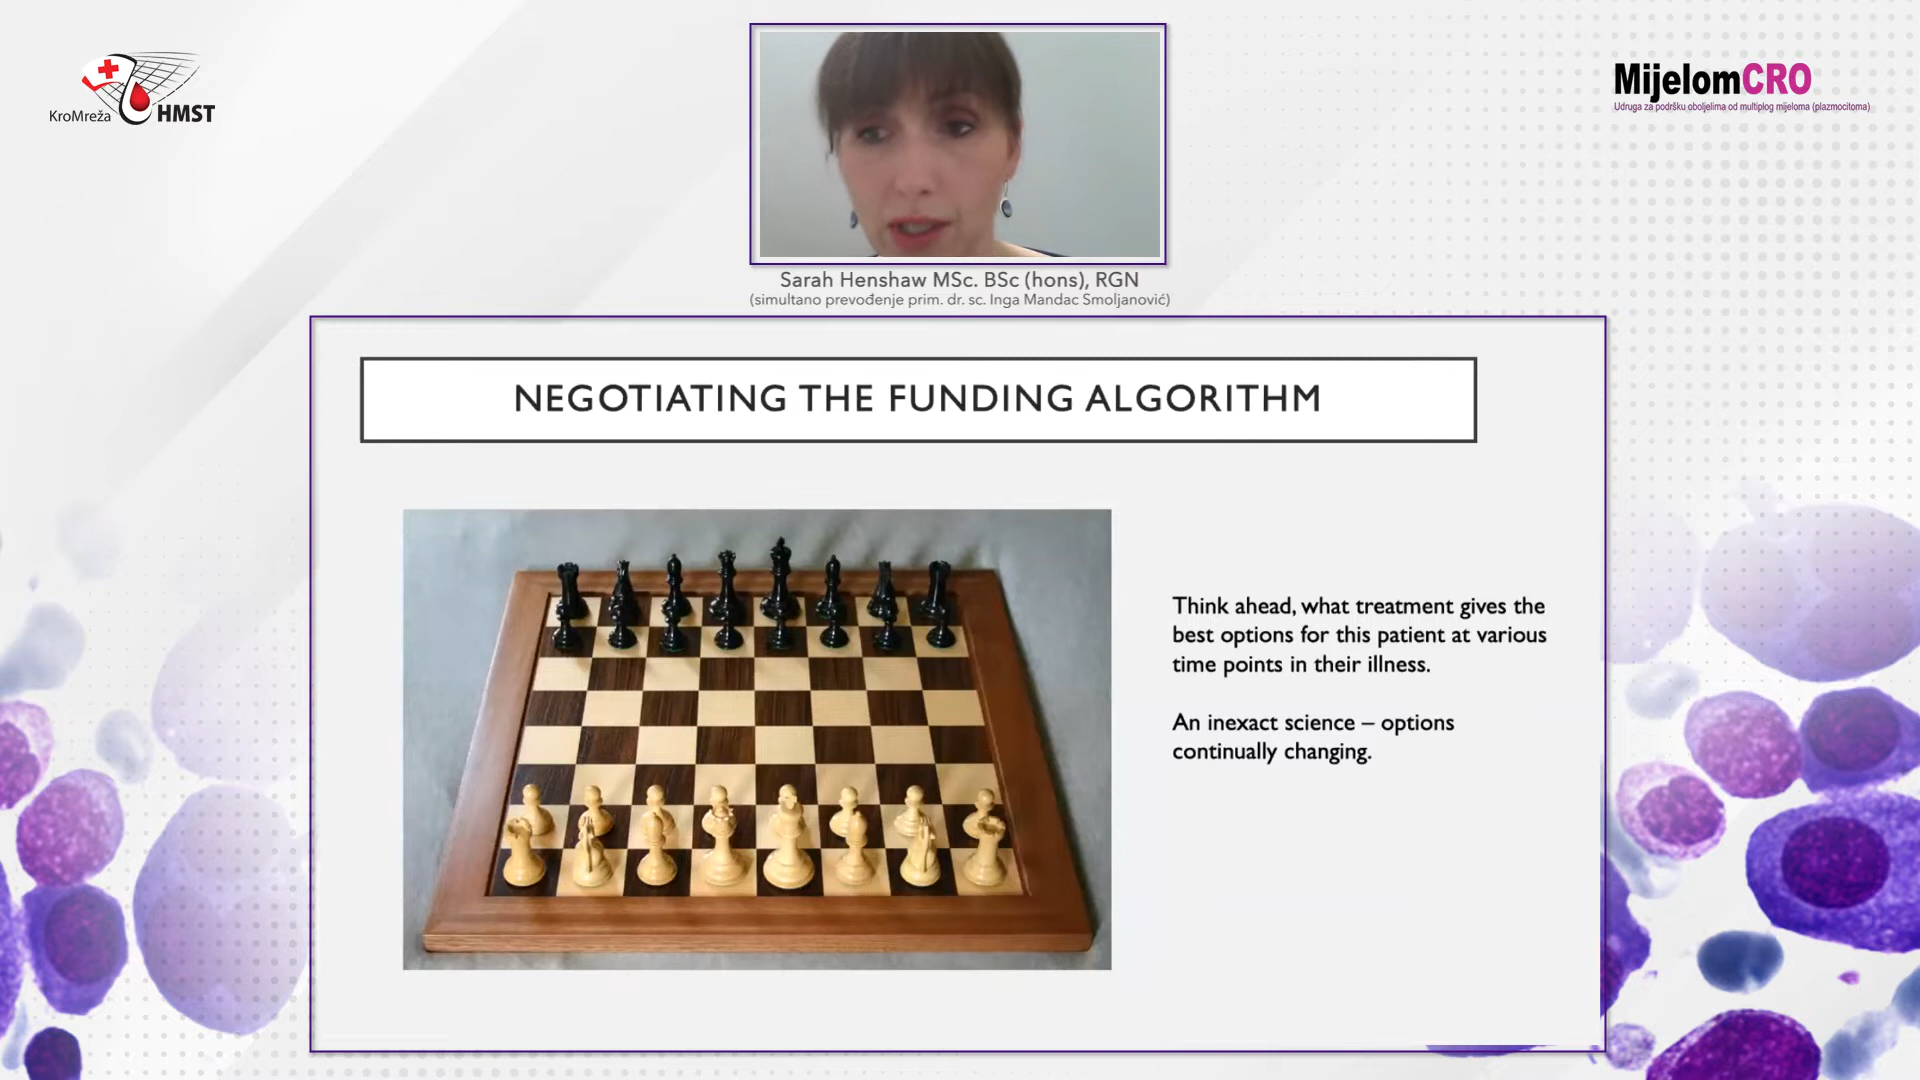 KroMreža HMST
MijelomCRO
Udruga za podršku oboljelima od multiplog mijeloma (plazmocitoma)
Sarah Henshaw MSc. BSc (hons), RGN
(simultano prevođenje prim. dr. sc. Inga Mandac Smoljanović)
NEGOTIATING THE FUNDING ALGORITHM
Think ahead, what treatment gives the
best options for this patient at various
time points in their illness.
An inexact science – options
continually changing.